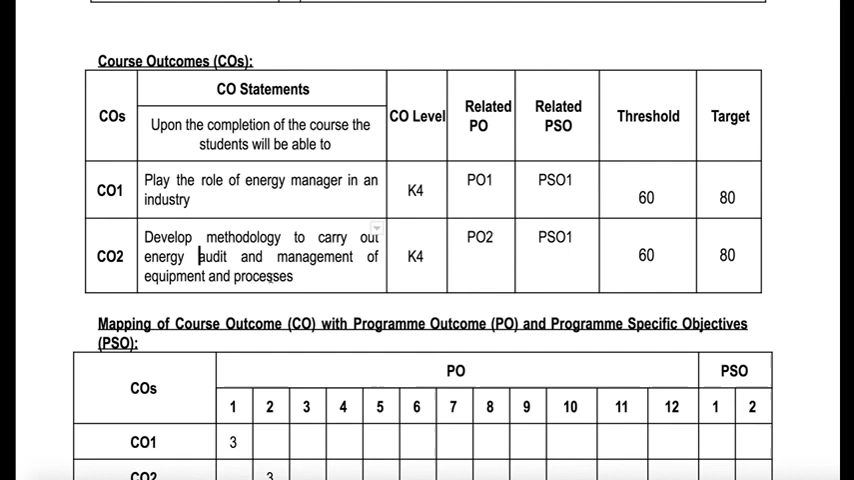 Course Outcomes (COs):
COs
CO Statements
Upon the completion of the course the
students will be able to
CO Level
Related
PO
Related
PSO
Threshold
Target
CO1
Play the role of energy manager in an
industry
K4
PO1
PSO1
60
80
CO2
Develop methodology to carry out
energy audit and management of
equipment and processes
K4
PO2
PSO1
60
80
Mapping of Course Outcome (CO) with Programme Outcome (PO) and Programme Specific Objectives
(PSO):
COs
PO
PSO
1 2 3 4 5 6 7 8 9 10 11 12 1 2
CO1 3
CO2 3